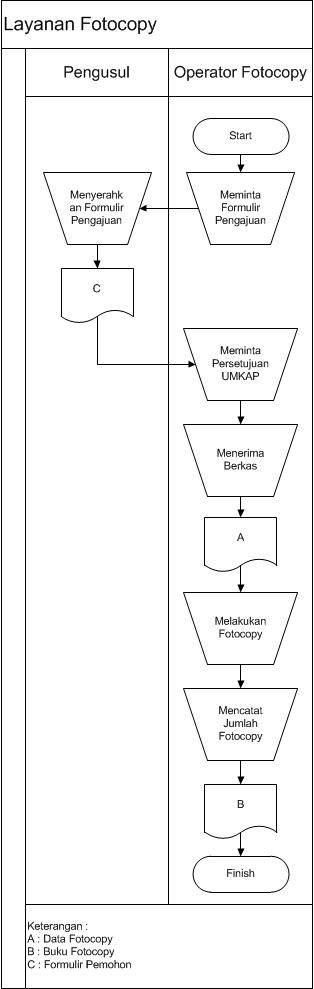 Layanan Fotocopy
Pengusul
Operator Fotocopy
Start
Meminta
Formulir
Pengajuan
Menyerahk
an Formulir
Pengajuan
C
Meminta
Persetujuan
UMKAP
Menerima
Berkas
A
Melakukan
Fotocopy
Mencatat
Jumlah
Fotocopy
B
Finish
Keterangan :
A : Data Fotocopy
B : Buku Fotocopy
C : Formulir Pemohon